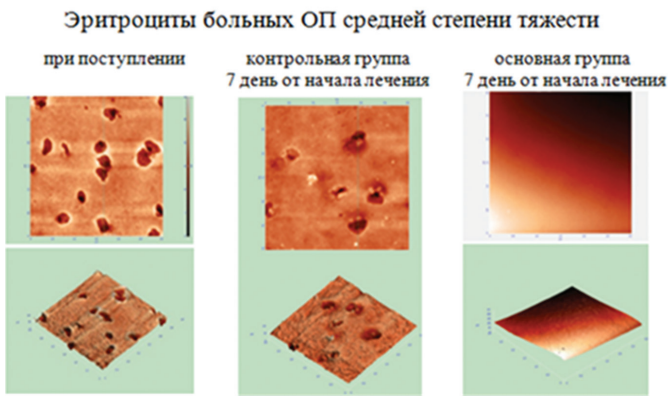 Эритроциты больных ОП средней степени тяжести
при поступлении
контрольная группа
7 день от начала лечения
основная группа
7 день от начала лечения